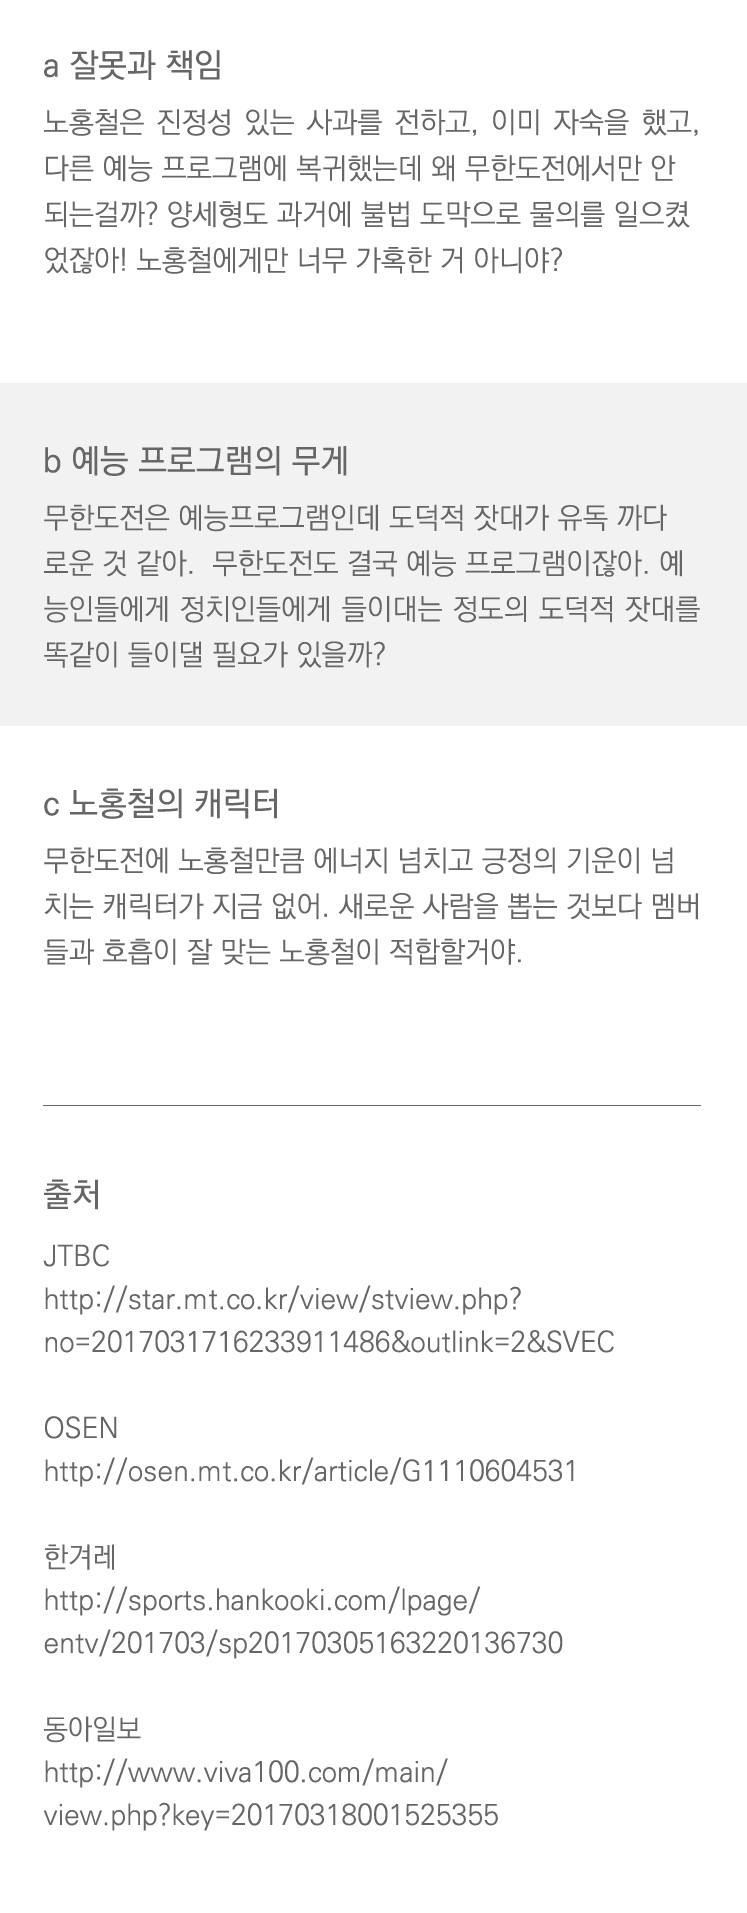 a 잘못과 책임
노홍철은 진정성 있는 사과를 전하고, 이미 자숙을 했고,
다른 예능 프로그램에 복귀했는데 왜 무한도전에서만 안
되는걸까? 양세형도 과거에 불법 도막으로 물의를 일으켰
었잖아! 노홍철에게만 너무 가혹한 거 아니야?
b 예능 프로그램의 무게
무한도전은 예능프로그램인데 도덕적 잣대가 유독 까다
로운 것 같아.  무한도전도 결국 예능 프로그램이잖아. 예
능인들에게 정치인들에게 들이대는 정도의 도덕적 잣대를
똑같이 들이댈 필요가 있을까?
c 노홍철의 캐릭터
무한도전에 노홍철만큼 에너지 넘치고 긍정의 기운이 넘
치는 캐릭터가 지금 없어. 새로운 사람을 뽑는 것보다 멤버
들과 호흡이 잘 맞는 노홍철이 적합할거야.
출처
JTBC
http://star.mt.co.kr/view/stview.php?
no=2017031716233911486&outlink=2&SVEC
OSEN
http://osen.mt.co.kr/article/G1110604531
한겨레
http://sports.hankooki.com/lpage/
entv/201703/sp20170305163220136730
동아일보
http://www.viva100.com/main/
view.php?key=20170318001525355